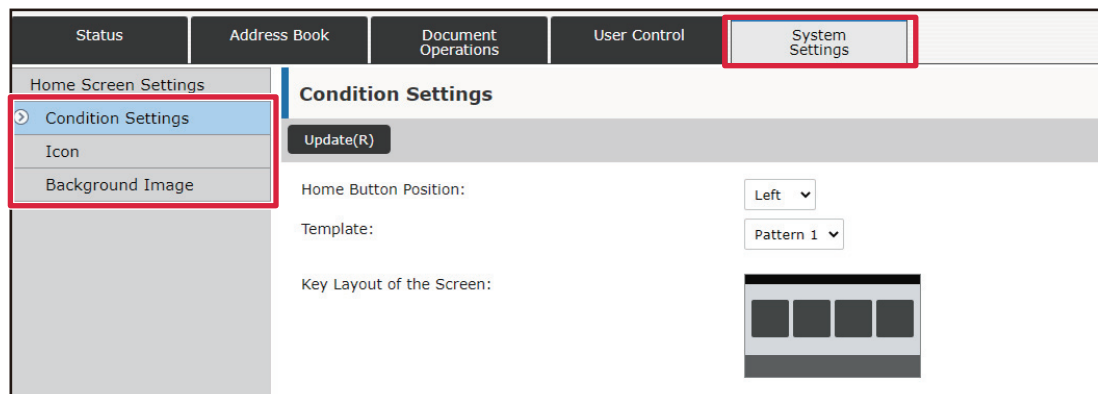 Status
Address Book
Document
Operations
User Control
System
Settings
Home Screen Settings
Condition Settings
Icon
Background Image
Condition Settings
Update(R)
Home Button Position:
Left
Template:
Pattern 1
Key Layout of the Screen: